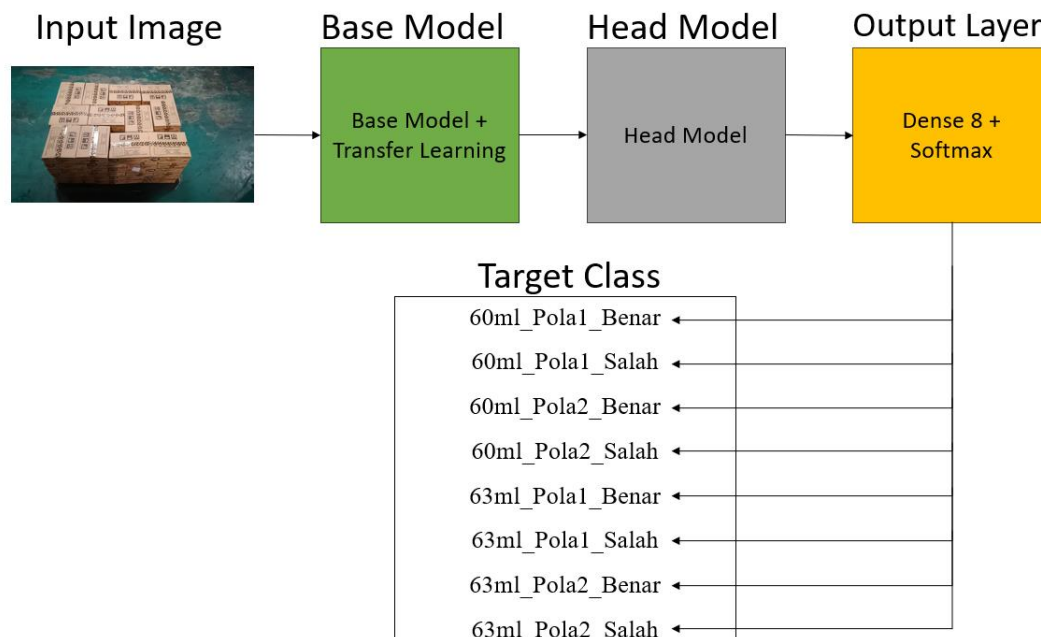 Input Image
Base Model
Head Model
Output Layer
Base Model +
Transfer Learning
Head Model
Dense 8 +
Softmax
Target Class
60ml_Pola1_Benar
60ml_Pola1_Salah
60ml_Pola2_Benar
60ml_Pola2_Salah
63ml_Pola1_Benar
63ml_Pola1_Salah
63ml_Pola2_Benar
63ml_Pola2_Salah